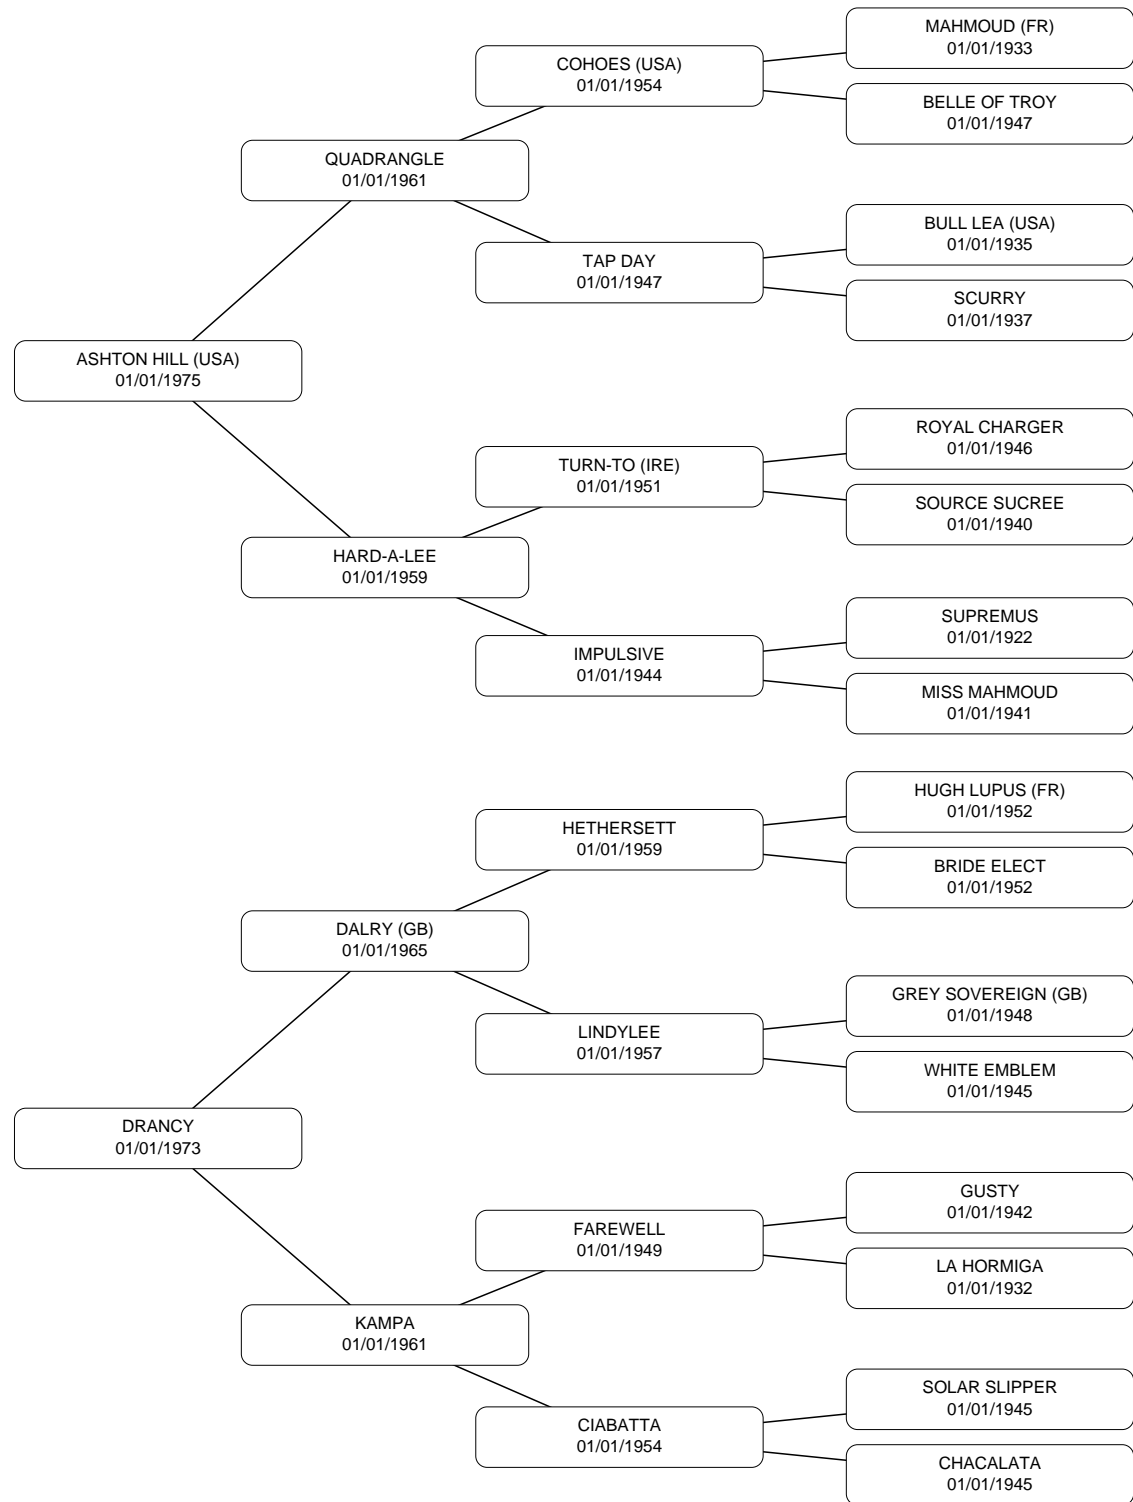 MAHMOUD (FR)
01/01/1933
COHOES (USA)
01/01/1954
BELLE OF TROY
01/01/1947
QUADRANGLE
01/01/1961
BULL LEA (USA)
01/01/1935
TAP DAY
01/01/1947
SCURRY
01/01/1937
ASHTON HILL (USA)
01/01/1975
ROYAL CHARGER
01/01/1946
TURN-TO (IRE)
01/01/1951
SOURCE SUCREE
01/01/1940
HARD-A-LEE
01/01/1959
SUPREMUS
01/01/1922
IMPULSIVE
01/01/1944
MISS MAHMOUD
01/01/1941
HUGH LUPUS (FR)
01/01/1952
HETHERSETT
01/01/1959
BRIDE ELECT
01/01/1952
DALRY (GB)
01/01/1965
GREY SOVEREIGN (GB)
01/01/1948
LINDYLEE
01/01/1957
WHITE EMBLEM
01/01/1945
DRANCY
01/01/1973
GUSTY
01/01/1942
FAREWELL
01/01/1949
LA HORMIGA
01/01/1932
KAMPA
01/01/1961
SOLAR SLIPPER
01/01/1945
CIABATTA
01/01/1954
CHACALATA
01/01/1945